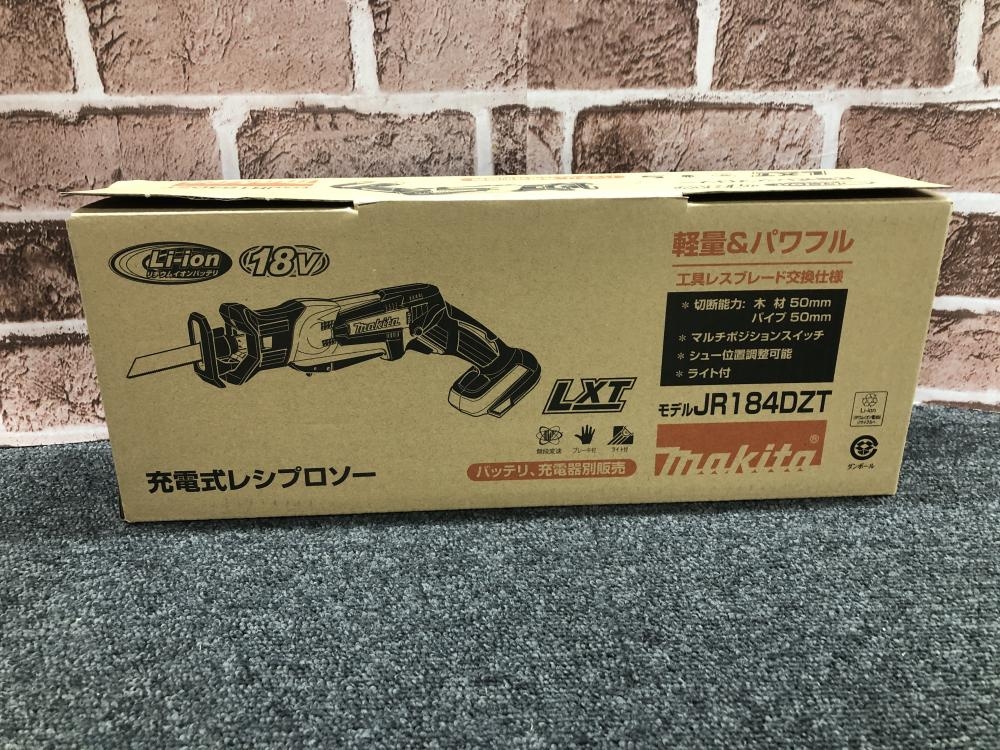 Li-ion
リチウムイオンバッテリ
18V
makita
LXT
無段変速
ブレーキ付
ライト付
充電式レシプロソー
バッテリ、充電器別販売
軽量&パワフル
工具レスブレード交換仕様
＊切断能力: 木 材 50mm
パイプ 50mm
＊マルチポジションスイッチ
＊シュー位置調整可能
＊ライト付
モデルJR184DZT
makita®
Li-ion
ダンボール
LXT